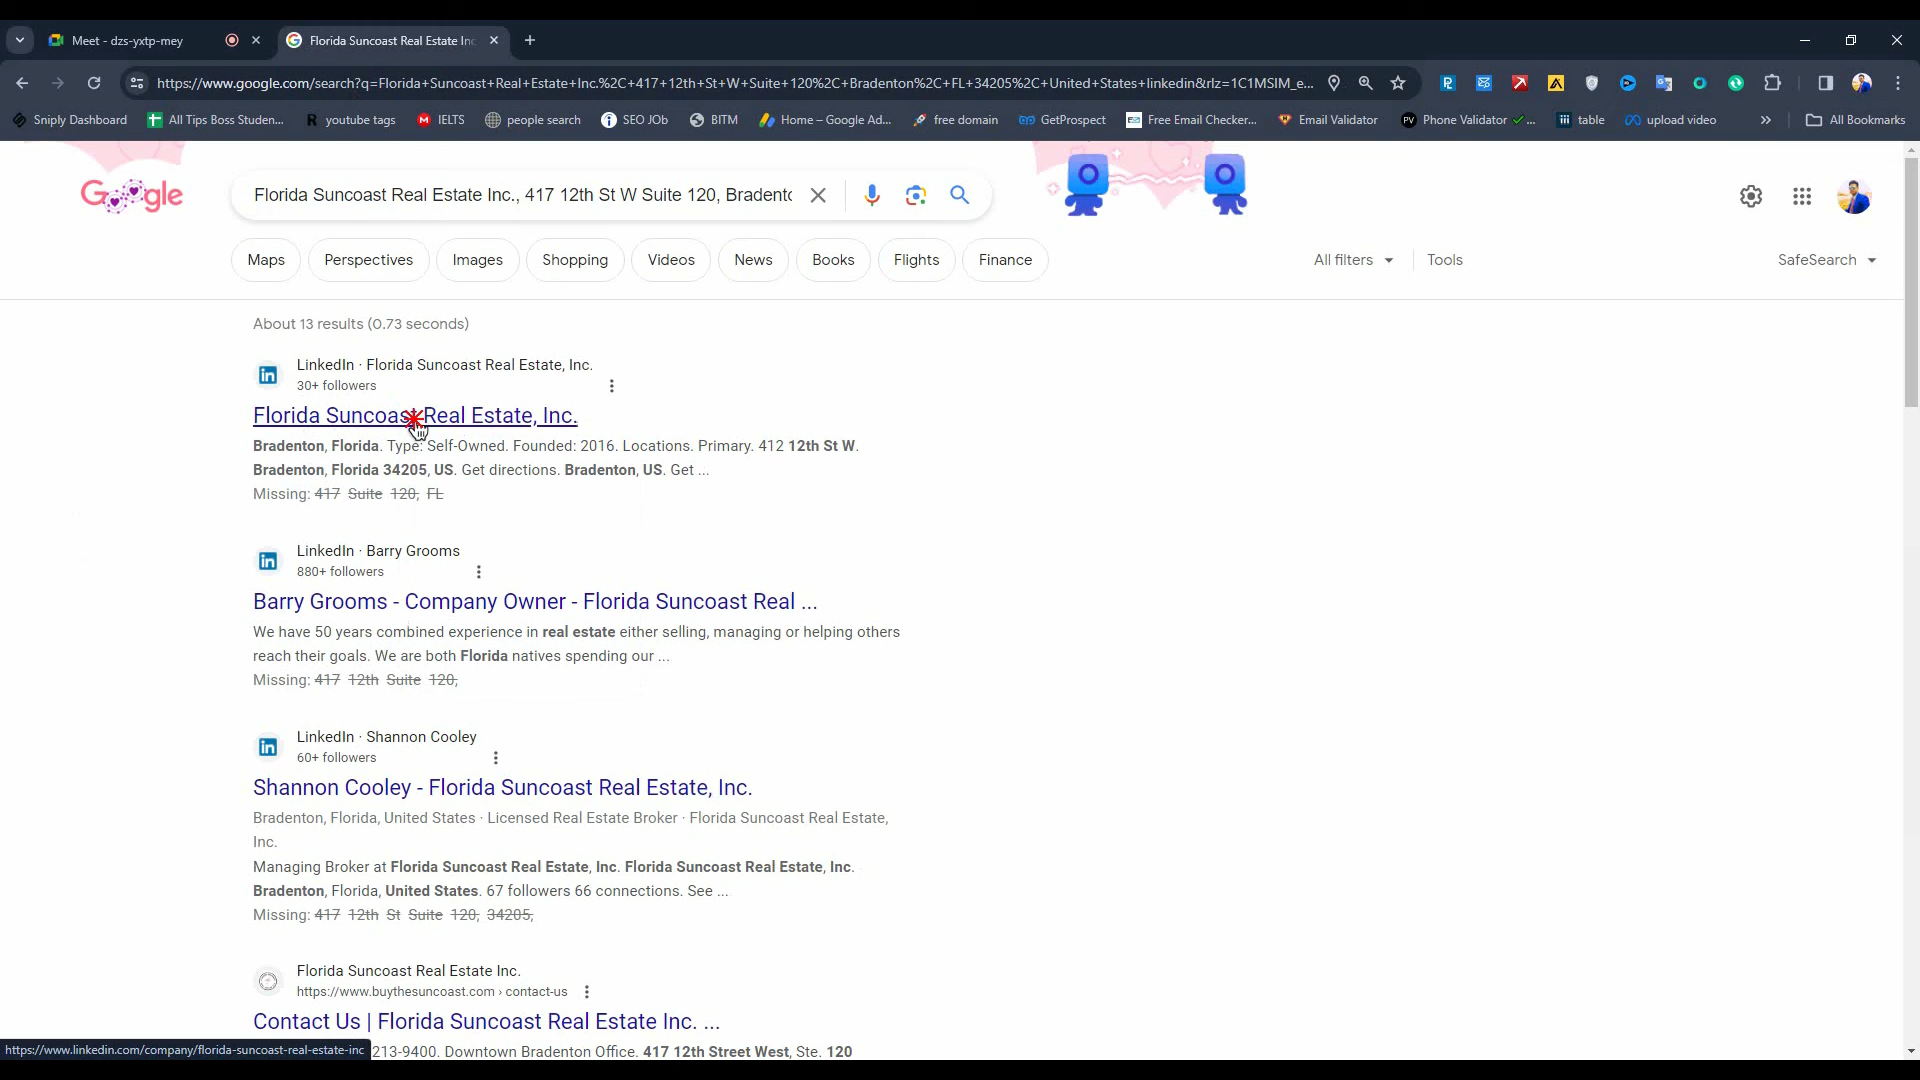 Meet - dzs-yxtp-mey
Florida Suncoast Real Estate Inc
https://www.google.com/search?q=Florida+Suncoast+Real+Estate+Inc.%2C+417+12th+St+W+Suite+120%2C+Bradenton%2C+FL+34205%2C+United+States+linkedin&rlz=1C1MSIM_e...
Sniply Dashboard
All Tips Boss Studen...
youtube tags
IELTS
people search
SEO JOb
BITM
Home – Google Ad...
free domain
GetProspect
Free Email Checker...
Email Validator
Phone Validator ✓ ...
table
upload video
»
All Bookmarks
Google
Florida Suncoast Real Estate Inc., 417 12th St W Suite 120, Bradento
Maps
Perspectives
Images
Shopping
Videos
News
Books
Flights
Finance
All filters
Tools
SafeSearch
About 13 results (0.73 seconds)
LinkedIn · Florida Suncoast Real Estate, Inc.
30+ followers
Florida Suncoast Real Estate, Inc.
Bradenton, Florida. Type: Self-Owned. Founded: 2016. Locations. Primary. 412 12th St W.
Bradenton, Florida 34205, US. Get directions. Bradenton, US. Get ...
Missing: 417 Suite 120, FL
LinkedIn · Barry Grooms
880+ followers
Barry Grooms - Company Owner - Florida Suncoast Real ...
We have 50 years combined experience in real estate either selling, managing or helping others
reach their goals. We are both Florida natives spending our ...
Missing: 417 12th Suite 120,
LinkedIn · Shannon Cooley
60+ followers
Shannon Cooley - Florida Suncoast Real Estate, Inc.
Bradenton, Florida, United States · Licensed Real Estate Broker · Florida Suncoast Real Estate,
Inc.
Managing Broker at Florida Suncoast Real Estate, Inc. Florida Suncoast Real Estate, Inc.
Bradenton, Florida, United States. 67 followers 66 connections. See ...
Missing: 417 12th St Suite 120, 34205,
Florida Suncoast Real Estate Inc.
https://www.buythesuncoast.com › contact-us
Contact Us | Florida Suncoast Real Estate Inc. ...
https://www.linkedin.com/company/florida-suncoast-real-estate-inc
213-9400. Downtown Bradenton Office. 417 12th Street West, Ste. 120